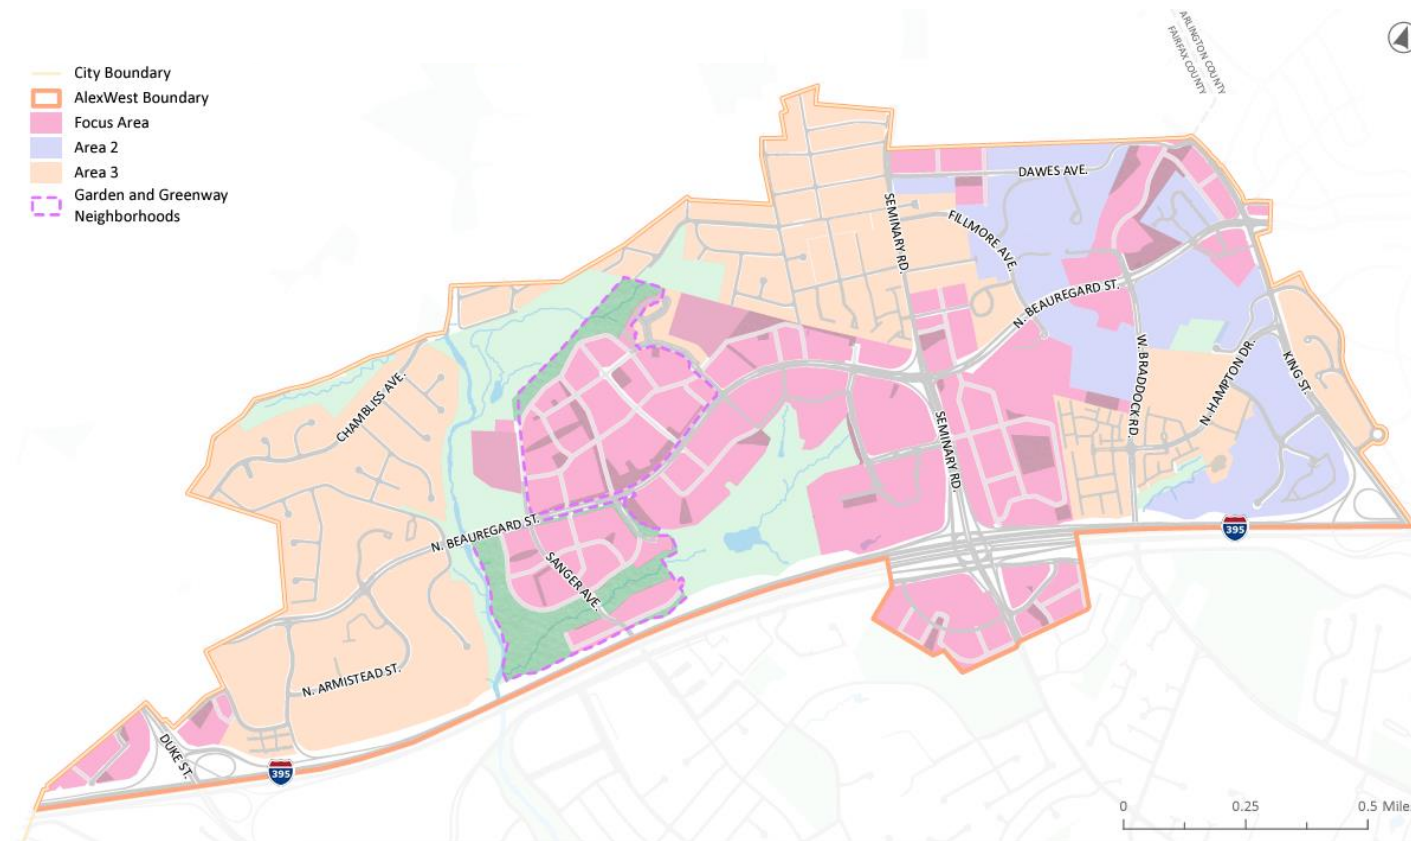 City Boundary
AlexWest Boundary
Focus Area
Area 2
Area 3
Garden and Greenway
Neighborhoods
ARLINGTON COUNTY
FAIRFAX COUNTY
DAWES AVE.
SEMINARY RD.
FILLMORE AVE.
N. BEAUREGARD ST.
W. BRADDOCK RD.
N. HAMPTON DR.
KING ST.
CHAMBLISS AVE.
SEMINARY RD.
N. BEAUREGARD ST.
SANGER AVE.
395
N. ARMISTEAD ST.
DUKE ST.
395
0 0.25 0.5 Mile